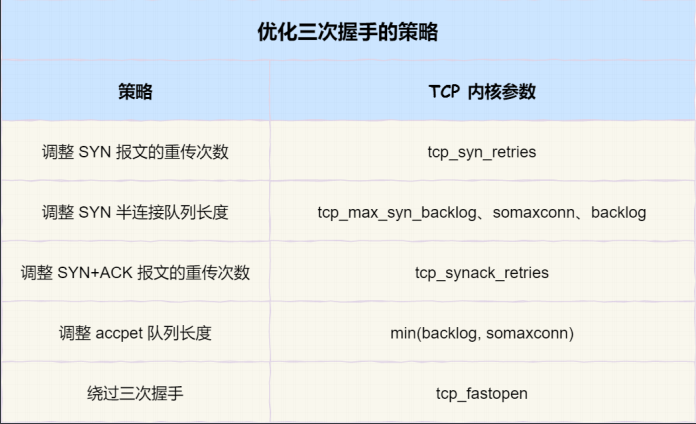 优化三次握手的策略
策略 TCP 内核参数
调整 SYN 报文的重传次数 tcp_syn_retries
调整 SYN 半连接队列长度 tcp_max_syn_backlog、somaxconn、backlog
调整 SYN+ACK 报文的重传次数 tcp_synack_retries
调整 accpet 队列长度 min(backlog, somaxconn)
绕过三次握手 tcp_fastopen